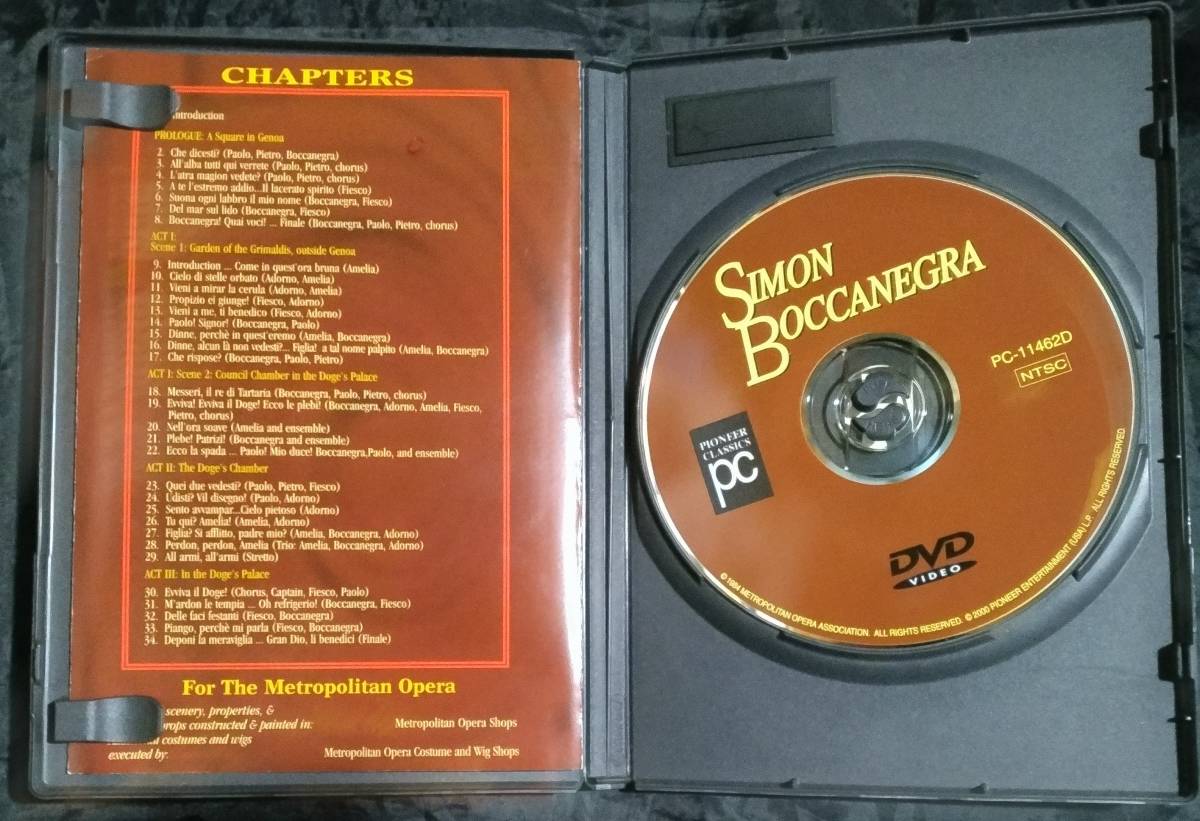 CHAPTERS
Introduction
PROLOGUE: A Square in Genoa
2. Che dicesti? (Paolo, Pietro, Boccanegra)
3. All'alba tutti qui verrete (Paolo, Pietro, chorus)
4. L'atra magion vedete? (Paolo, Pietro, chorus)
5. A te l'estremo addio...Il lacerato spirito (Fiesco)
6. Suona ogni labbro il mio nome (Boccanegra, Fiesco)
7. Del mar sul lido (Boccanegra, Fiesco)
8. Boccanegra! Quai voci! ... Finale (Boccanegra, Paolo, Pietro, chorus)
ACT I:
Scene 1: Garden of the Grimaldis, outside Genoa
9. Introduction ... Come in quest'ora bruna (Amelia)
10. Cielo di stelle orbato (Adorno, Amelia)
11. Vieni a mirar la cerula (Adorno, Amelia)
12. Propizio ei giunge! (Fiesco, Adorno)
13. Vieni a me, ti benedico (Fiesco, Adorno)
14. Paolo! Signor! (Boccanegra, Paolo)
15. Dinne, perchè in quest'eremo (Amelia, Boccanegra)
16. Dinne, alcun là non vedesti?... Figlia! a tal nome palpito (Amelia, Boccanegra)
17. Che rispose? (Boccanegra, Paolo, Pietro)
ACT I: Scene 2: Council Chamber in the Doge's Palace
18. Messeri, il re di Tartaria (Boccanegra, Paolo, Pietro, chorus)
19. Evviva! Evviva il Doge! Ecco le plebi! (Boccanegra, Adorno, Amelia, Fiesco,
Pietro, chorus)
20. Nell'ora soave (Amelia and ensemble)
21. Plebe! Patrizi! (Boccanegra and ensemble)
22. Ecco la spada ... Paolo! Mio duce! Boccanegra,Paolo, and ensemble)
ACT II: The Doge's Chamber
23. Quei due vedesti? (Paolo, Pietro, Fiesco)
24. Udisti? Vil disegno! (Paolo, Adorno)
25. Sento avvampar...Cielo pietoso (Adorno)
26. Tu qui? Amelia! (Amelia, Adorno)
27. Figlia? Si afflitto, padre mio? (Amelia, Boccanegra, Adorno)
28. Perdon, perdon, Amelia (Trio: Amelia, Boccanegra, Adorno)
29. All armi, all'armi (Stretto)
ACT III: In the Doge's Palace
30. Evviva il Doge! (Chorus, Captain, Fiesco, Paolo)
31. M'ardon le tempia ... Oh refrigerio! (Boccanegra, Fiesco)
32. Delle faci festanti (Fiesco, Boccanegra)
33. Piango, perchè mi parla (Fiesco, Boccanegra)
34. Deponi la meraviglia ... Gran Dio, li benedici (Finale)
For The Metropolitan Opera
scenery, properties, &
props constructed & painted in: Metropolitan Opera Shops
costumes and wigs
executed by: Metropolitan Opera Costume and Wig Shops
SIMON
BOCCANEGRA
PC-11462D
NTSC
PIONEER
CLASSICS
pc
DVD
VIDEO
©1984 METROPOLITAN OPERA ASSOCIATION. ALL RIGHTS RESERVED. © 2000 PIONEER ENTERTAINMENT (USA) L.P. ALL RIGHTS RESERVED